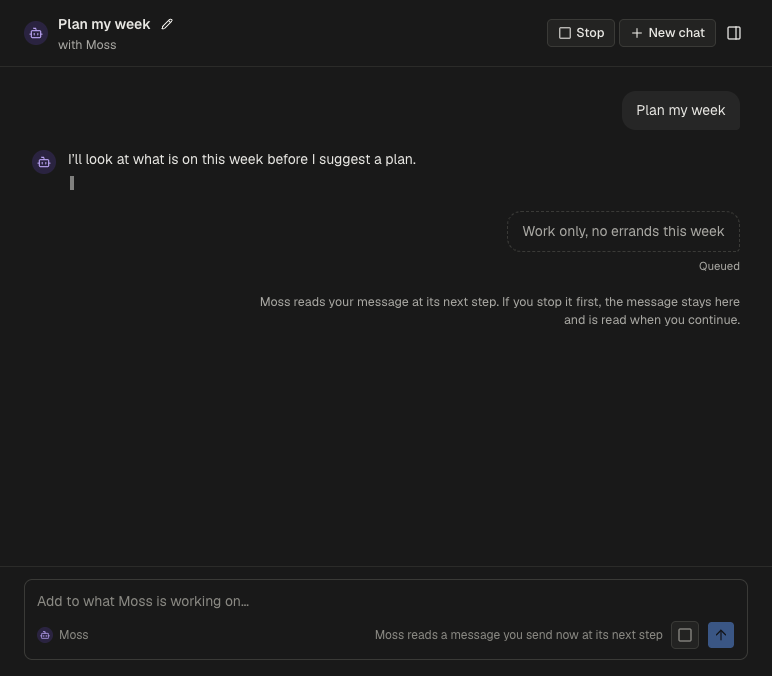 Plan my week
with Moss
Stop
New chat
Plan my week
I'll look at what is on this week before I suggest a plan.
Work only, no errands this week
Queued
Moss reads your message at its next step. If you stop it first, the message stays here
and is read when you continue.
Add to what Moss is working on...
Moss
Moss reads a message you send now at its next step